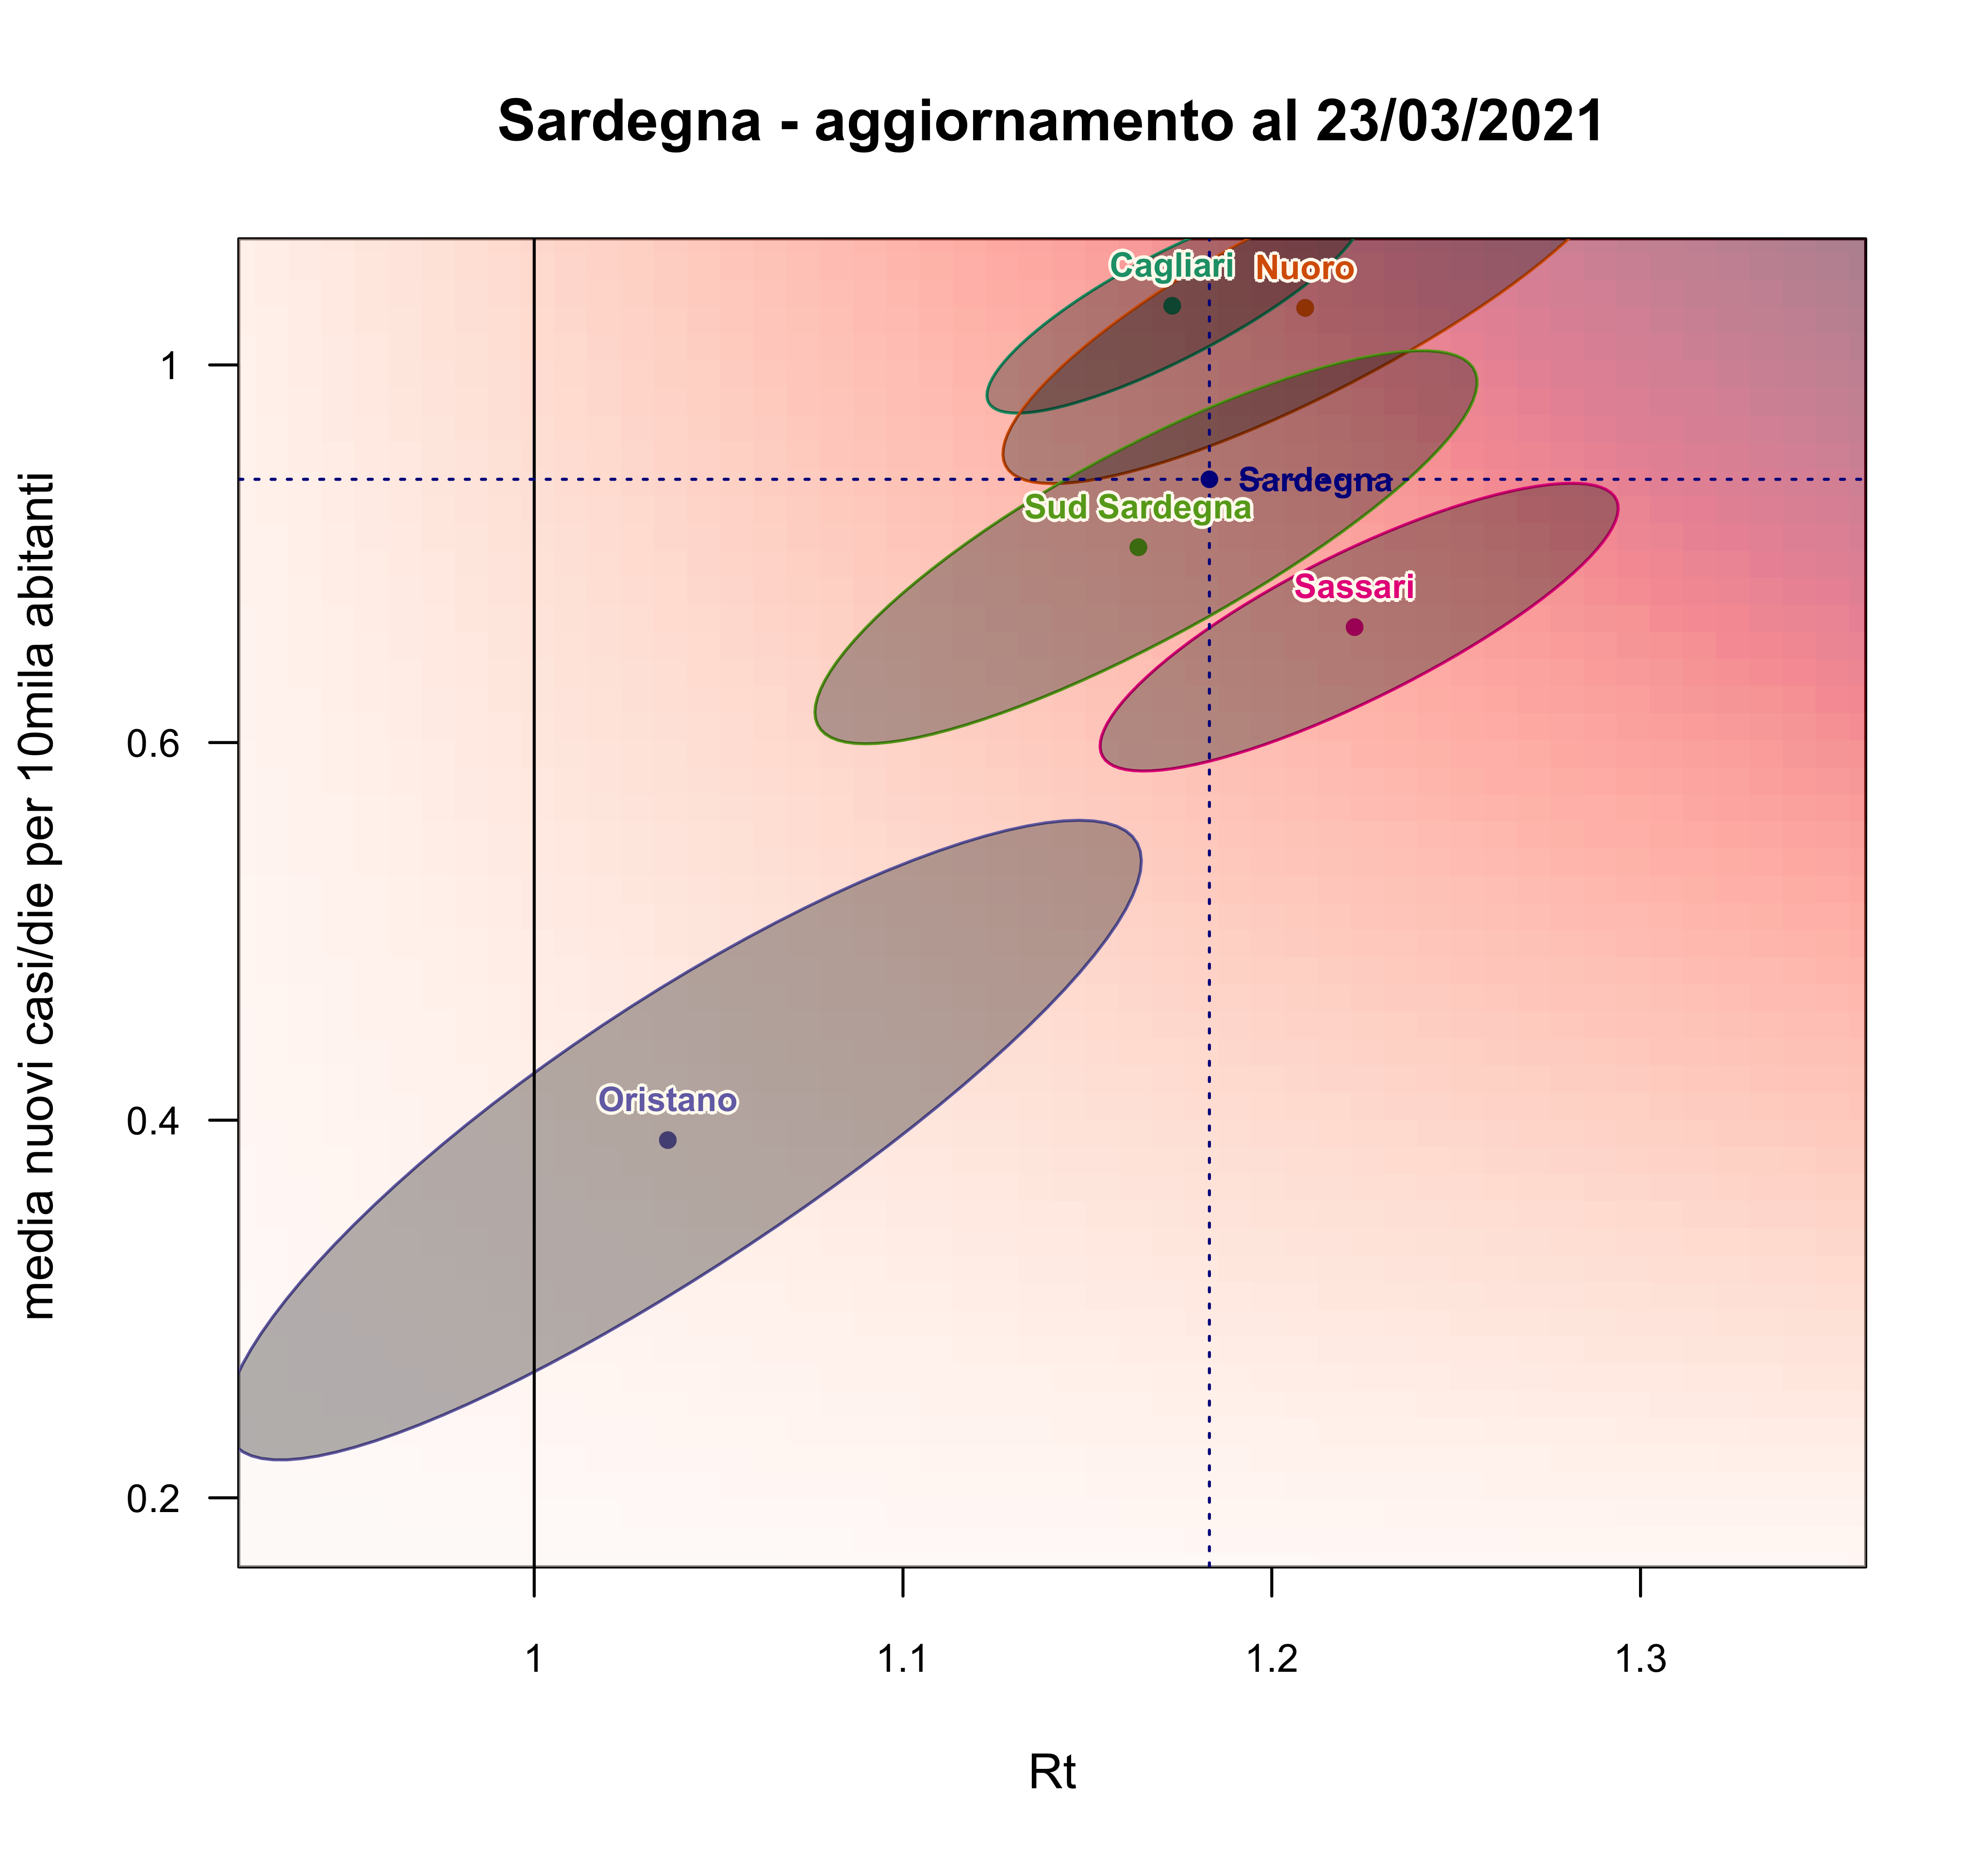 Sardegna - aggiornamento al 23/03/2021
media nuovi casi/die per 10mila abitanti
1
0.6
0.4
0.2
Cagliari
Nuoro
Sardegna
Sud Sardegna
Sassari
Oristano
1
1.1
1.2
1.3
Rt